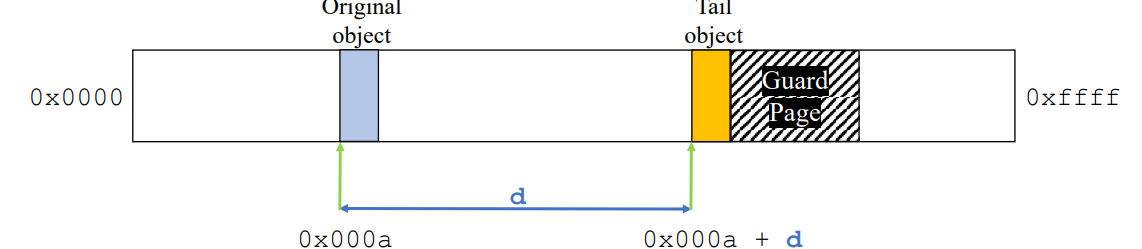 Original
object
Tail
object
0x0000
Guard
Page
0xffff
d
0x000a
0x000a + d